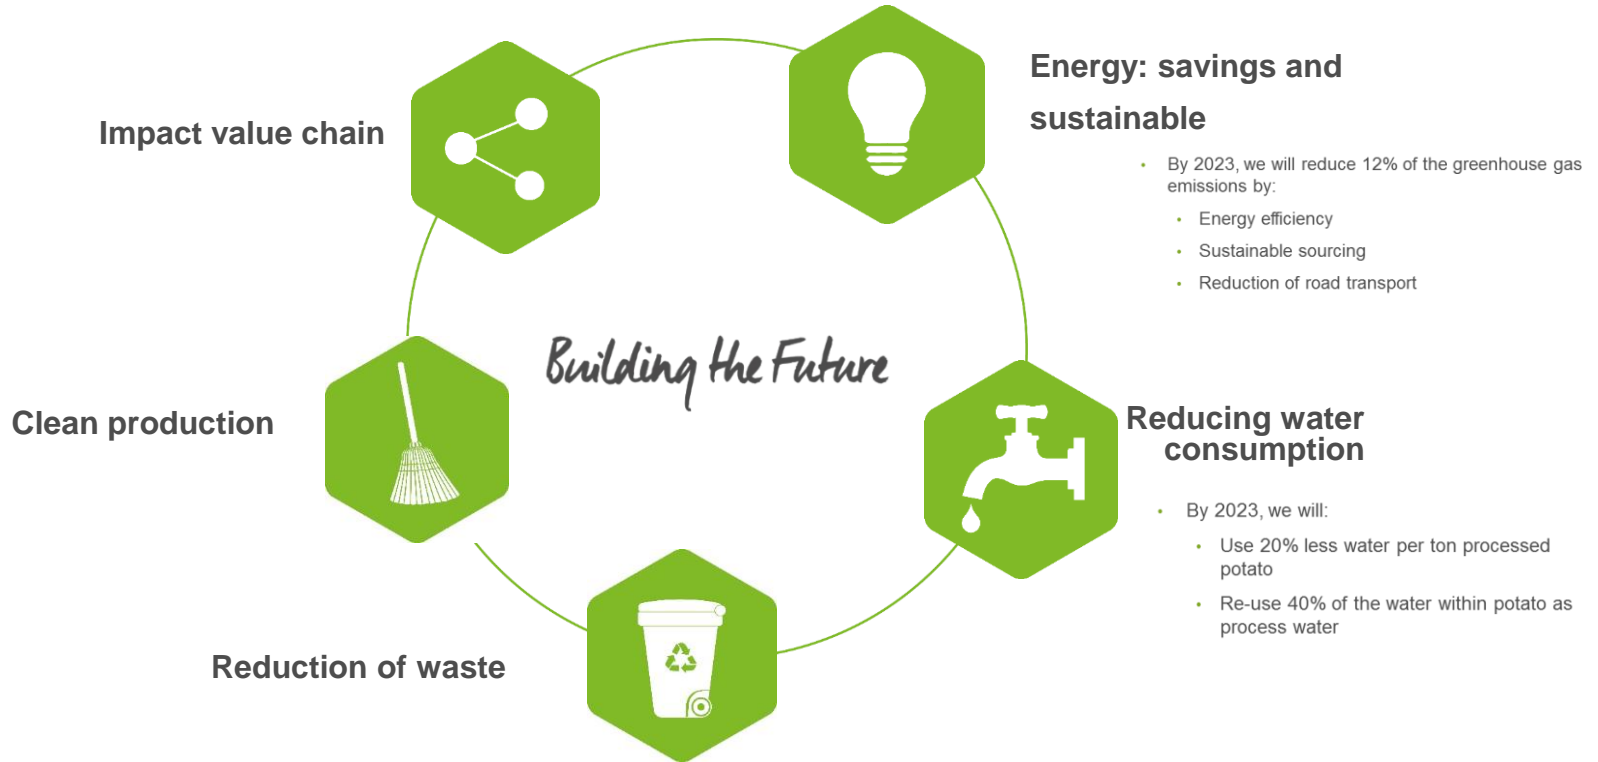 Impact value chain
Energy: savings and
sustainable
• By 2023, we will reduce 12% of the greenhouse gas
emissions by:
• Energy efficiency
• Sustainable sourcing
• Reduction of road transport
Building the Future
Clean production
Reducing water
consumption
• By 2023, we will:
• Use 20% less water per ton processed
potato
• Re-use 40% of the water within potato as
process water
Reduction of waste